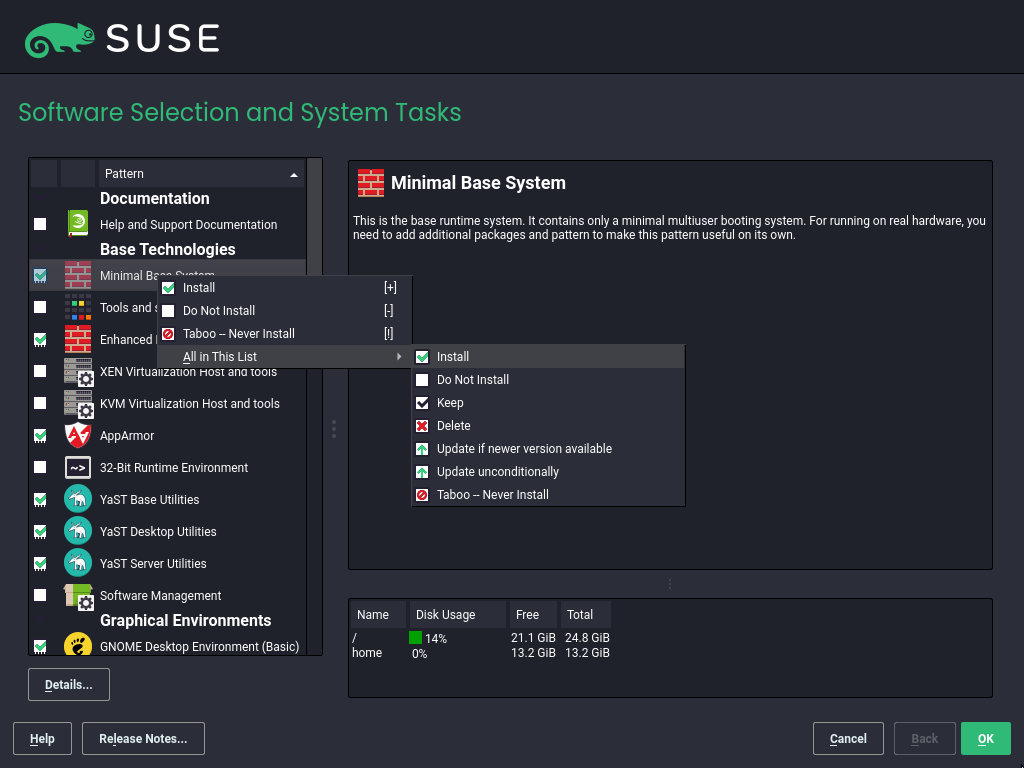 SUSE
Software Selection and System Tasks
Pattern
Documentation
Help and Support Documentation
Base Technologies
Minimal Base System
Tools and
Enhanced
XEN Virtualization Host and tools
KVM Virtualization Host and tools
AppArmor
32-Bit Runtime Environment
YaST Base Utilities
YaST Desktop Utilities
YaST Server Utilities
Software Management
Graphical Environments
GNOME Desktop Environment (Basic)
Install [+]
Do Not Install [-]
Taboo -- Never Install [!]
All in This List
Install
Do Not Install
Keep
Delete
Update if newer version available
Update unconditionally
Taboo -- Never Install
Minimal Base System
This is the base runtime system. It contains only a minimal multiuser booting system. For running on real hardware, you
need to add additional packages and pattern to make this pattern useful on its own.
Name Disk Usage Free Total
/ 14% 21.1 GiB 24.8 GiB
home 0% 13.2 GiB 13.2 GiB
Details...
Help Release Notes... Cancel Back OK